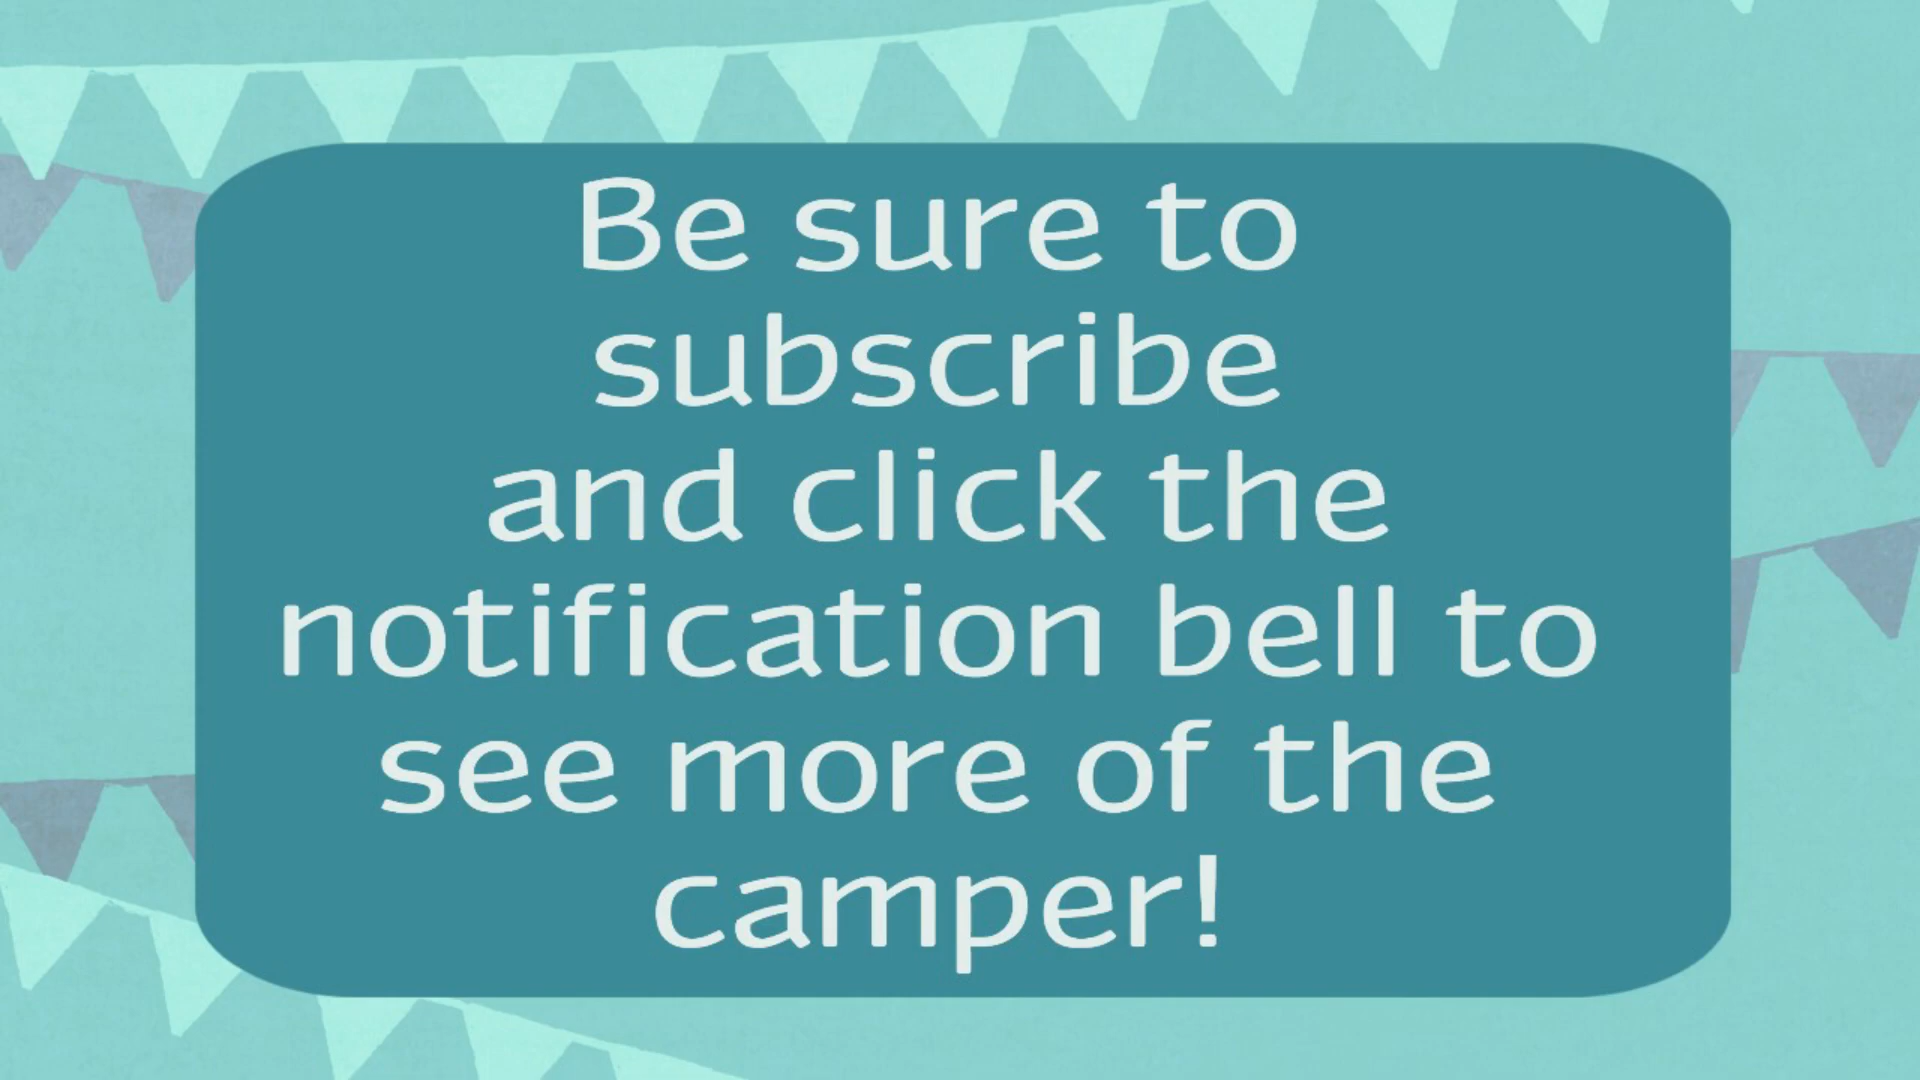 Be sure to
subscribe
and click the
notification bell to
see more of the
camper!